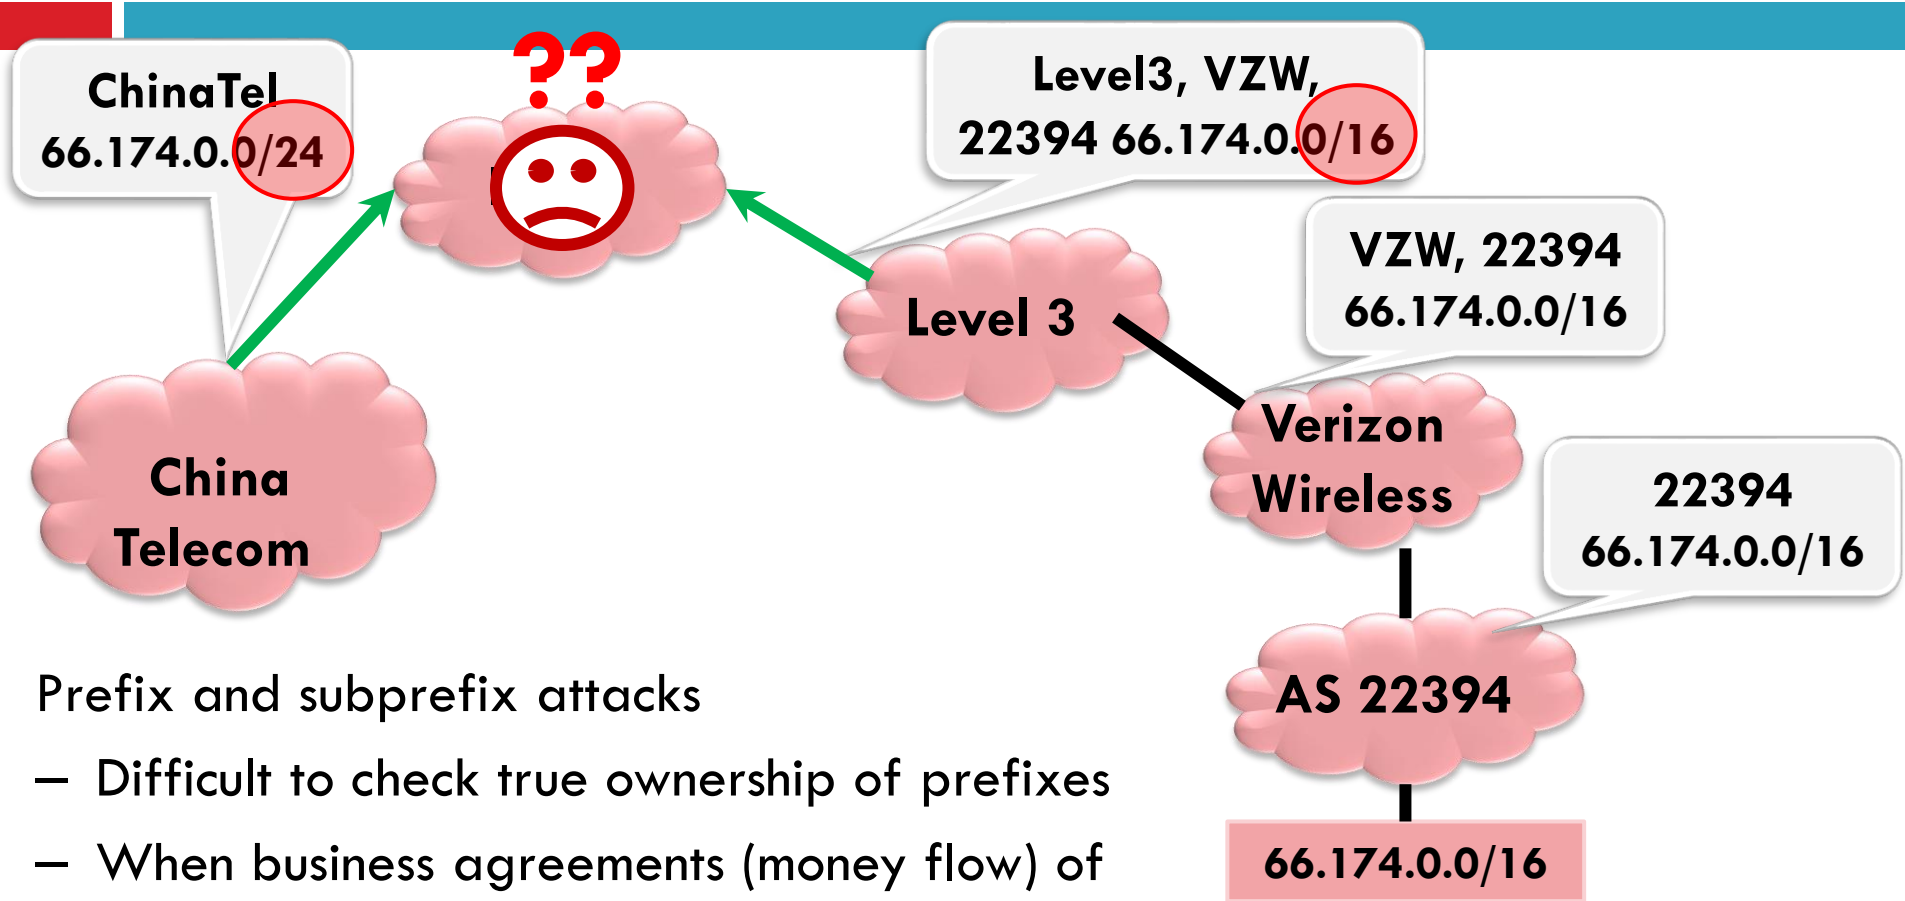 ChinaTel
66.174.0.0/24
??
Level3, VZW,
22394 66.174.0.0/16
VZW, 22394
66.174.0.0/16
Level 3
Verizon
Wireless
China
Telecom
22394
66.174.0.0/16
AS 22394
66.174.0.0/16
Prefix and subprefix attacks
– Difficult to check true ownership of prefixes
– When business agreements (money flow) of